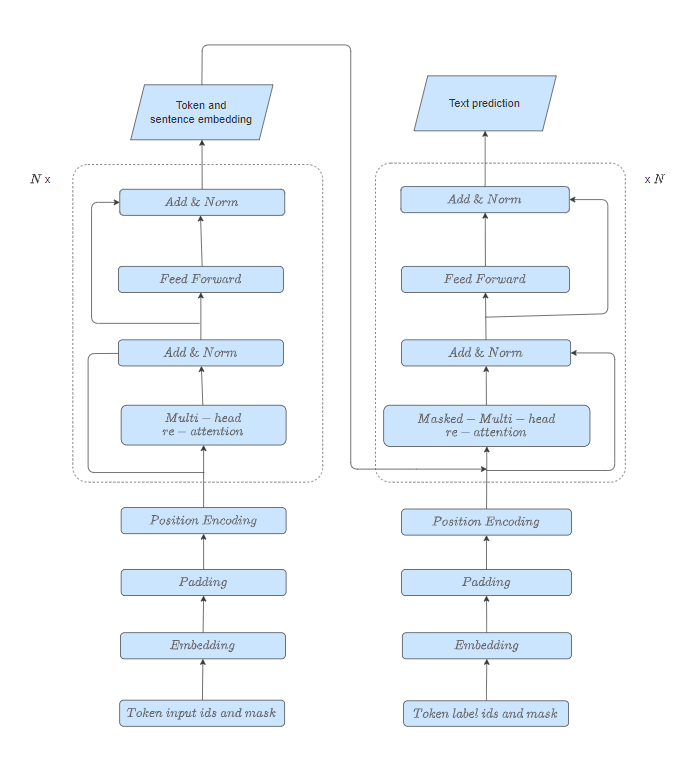 Token and
sentence embedding
N x
Add & Norm
Feed Forward
Add & Norm
Multi – head
re – attention
Position Encoding
Padding
Embedding
Token input ids and mask
Text prediction
x N
Add & Norm
Feed Forward
Add & Norm
Masked – Multi – head
re – attention
Position Encoding
Padding
Embedding
Token label ids and mask